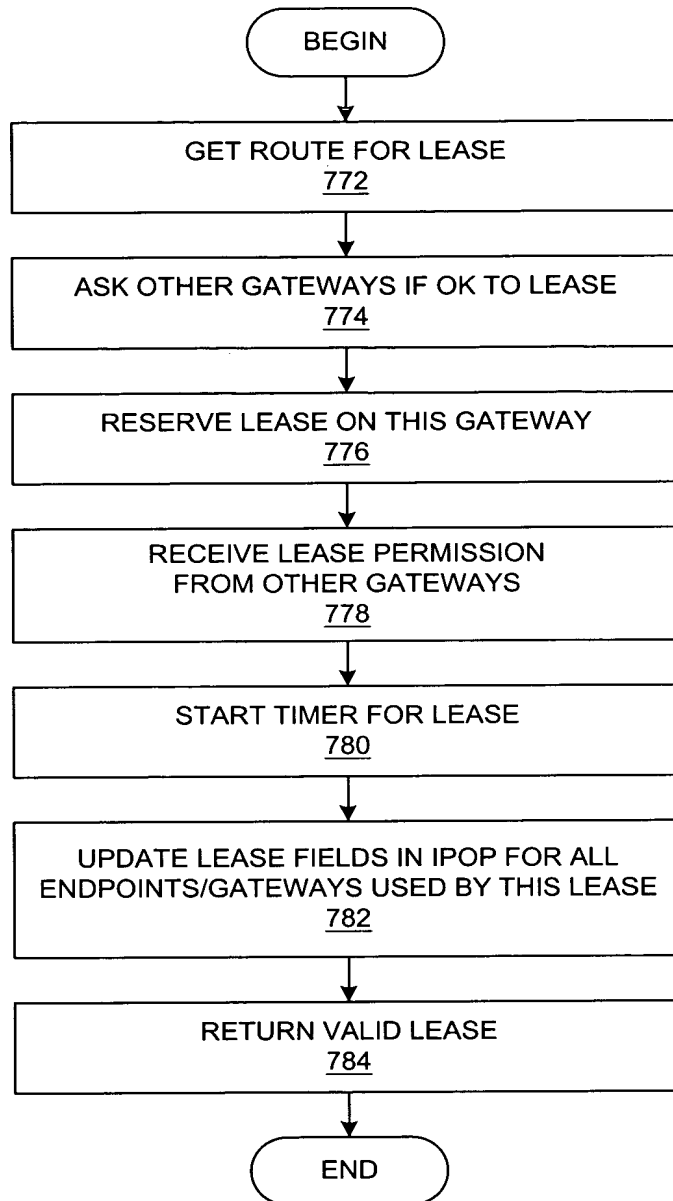 BEGIN
GET ROUTE FOR LEASE
772
ASK OTHER GATEWAYS IF OK TO LEASE
774
RESERVE LEASE ON THIS GATEWAY
776
RECEIVE LEASE PERMISSION
FROM OTHER GATEWAYS
778
START TIMER FOR LEASE
780
UPDATE LEASE FIELDS IN IPOP FOR ALL
ENDPOINTS/GATEWAYS USED BY THIS LEASE
782
RETURN VALID LEASE
784
END